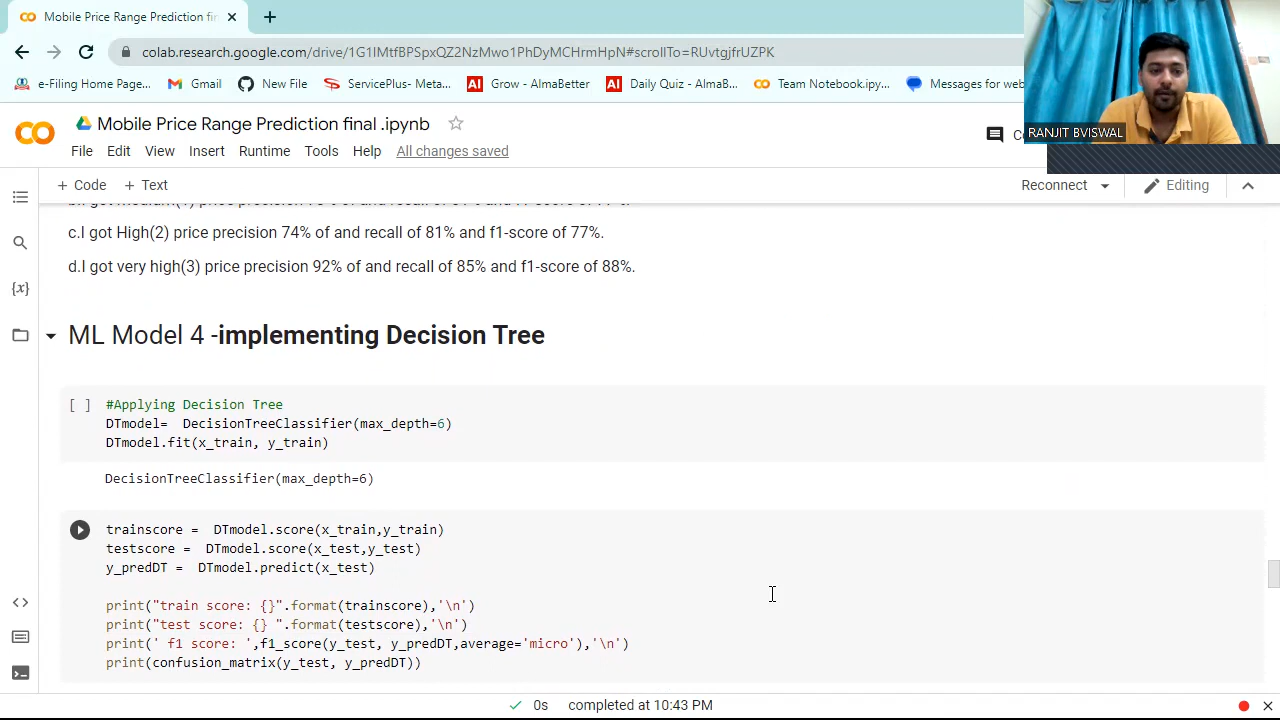 Mobile Price Range Prediction fin
colab.research.google.com/drive/1G1IMtfBPSpxQZ2NzMwo1PhDyMCHrmHpN#scrollTo=RUvtgjfrUZPK
e-Filing Home Page...
Gmail
New File
ServicePlus- Meta...
AI Grow - AlmaBetter
AI Daily Quiz - AlmaB...
Team Notebook.ipy...
Messages for web
RANJIT BVISWAL
Mobile Price Range Prediction final .ipynb
File Edit View Insert Runtime Tools Help All changes saved
+ Code + Text
Reconnect
Editing
c.I got High(2) price precision 74% of and recall of 81% and f1-score of 77%.
d.I got very high(3) price precision 92% of and recall of 85% and f1-score of 88%.
{x}
ML Model 4 -implementing Decision Tree
[ ] #Applying Decision Tree
DTmodel= DecisionTreeClassifier(max_depth=6)
DTmodel.fit(x_train, y_train)
DecisionTreeClassifier(max_depth=6)
trainscore = DTmodel.score(x_train,y_train)
testscore = DTmodel.score(x_test,y_test)
y_predDT = DTmodel.predict(x_test)
print("train score: {}".format(trainscore),'\n')
print("test score: {} ".format(testscore),'\n')
print(' f1 score: ',f1_score(y_test, y_predDT,average='micro'),'\n')
print(confusion_matrix(y_test, y_predDT))
0s completed at 10:43 PM